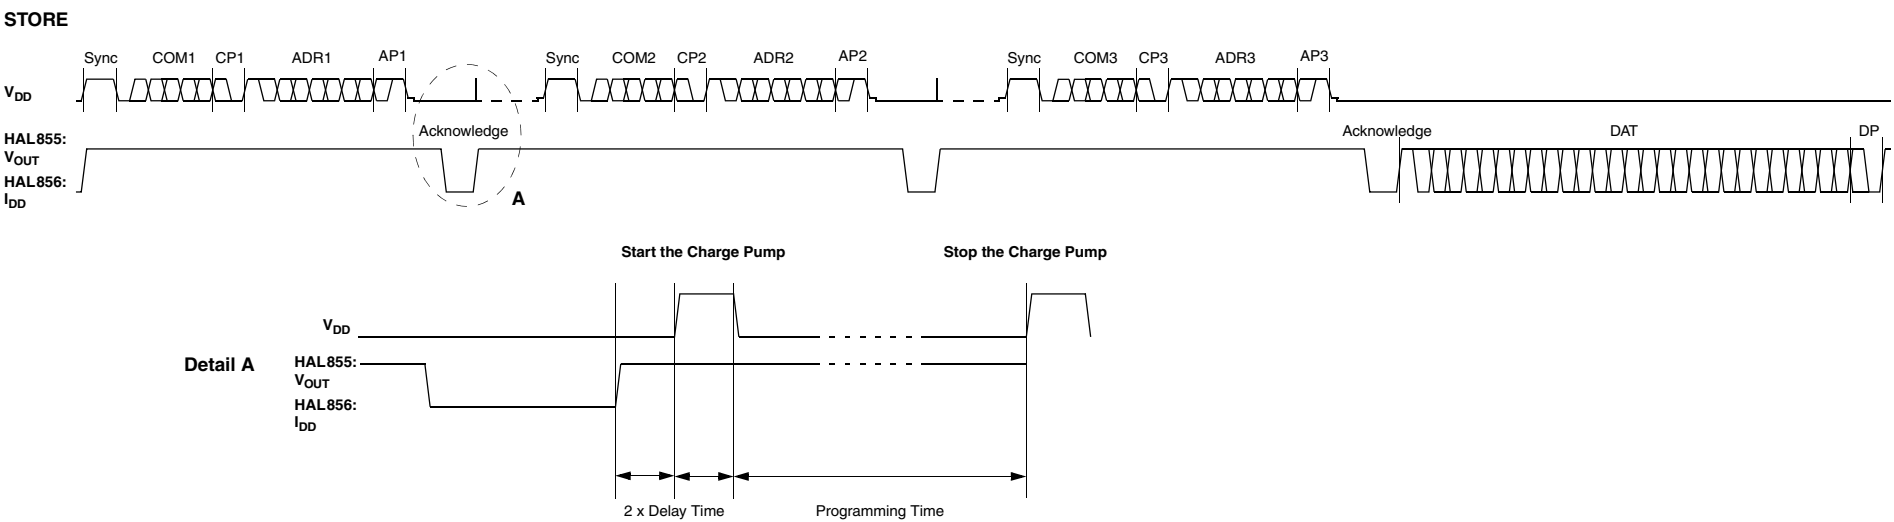 STORE
Sync COM1 CP1 ADR1 AP1 Sync COM2 CP2 ADR2 AP2 Sync COM3 CP3 ADR3 AP3
VDD
Acknowledge Acknowledge DAT DP
HAL855:
VOUT
HAL856:
IDD
A
Start the Charge Pump Stop the Charge Pump
VDD
Detail A
HAL855:
VOUT
HAL856:
IDD
2 x Delay Time Programming Time